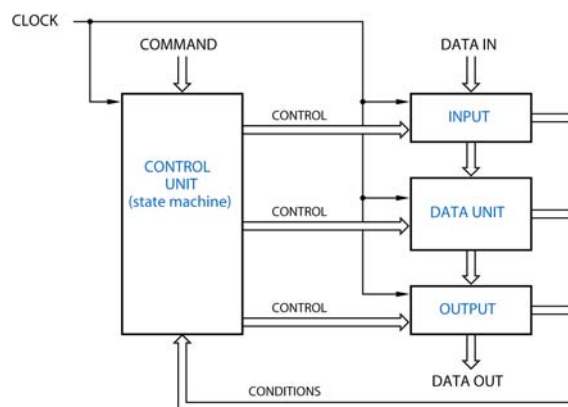 CLOCK
COMMAND
DATA IN
CONTROL
INPUT
CONTROL
UNIT
(state machine)
CONTROL
DATA UNIT
CONTROL
OUTPUT
DATA OUT
CONDITIONS